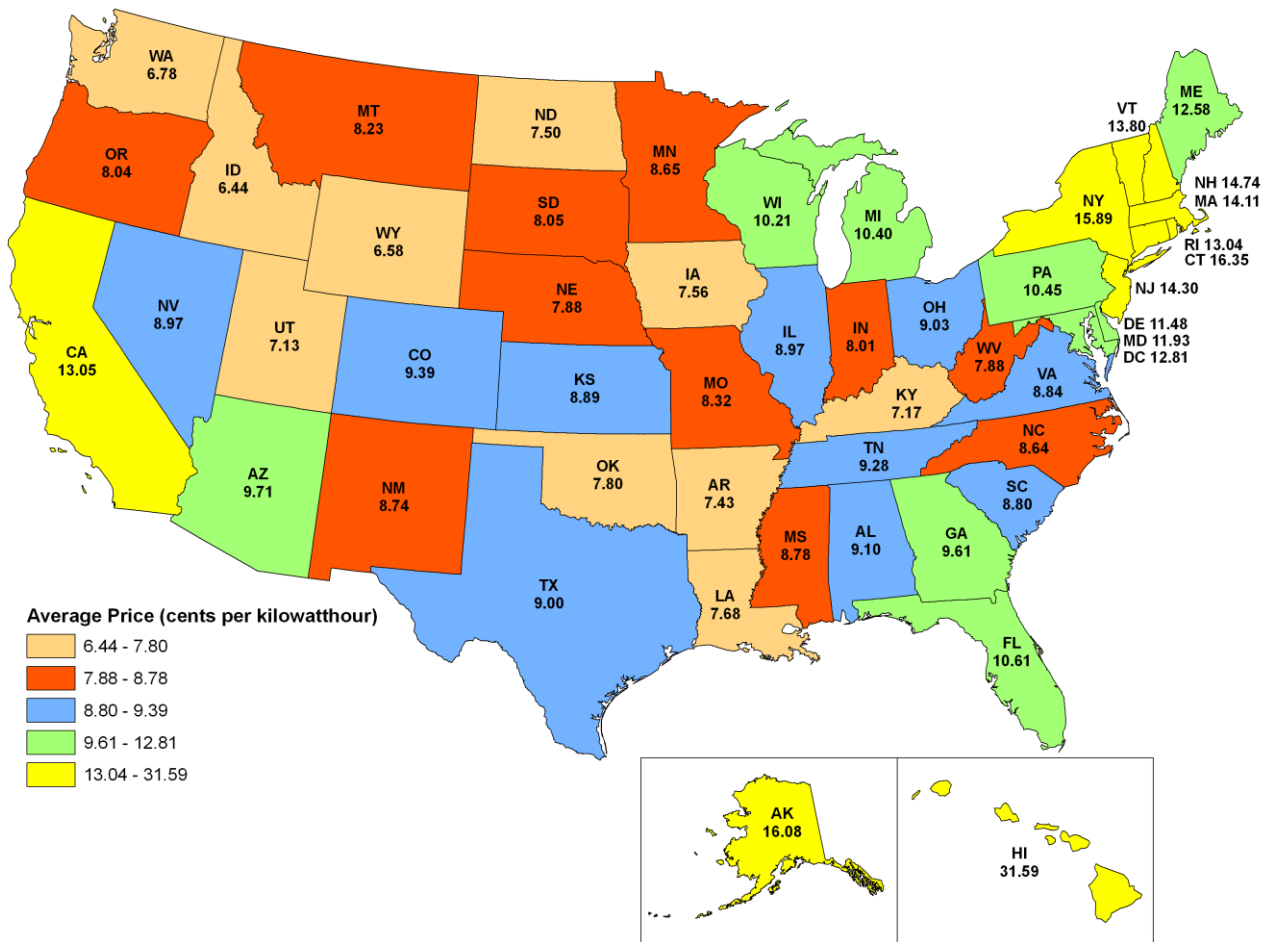 WA
6.78
MT
8.23
ND
7.50
MN
8.65
OR
8.04
ID
6.44
WY
6.58
SD
8.05
WI
10.21
MI
10.40
VT
13.80
ME
12.58
NH 14.74
MA 14.11
NY
15.89
RI 13.04
CT 16.35
PA
10.45
NJ 14.30
DE 11.48
MD 11.93
DC 12.81
NV
8.97
UT
7.13
CO
9.39
NE
7.88
IA
7.56
IL
8.97
IN
8.01
OH
9.03
WV
7.88
VA
8.84
CA
13.05
KS
8.89
MO
8.32
KY
7.17
NC
8.64
TN
9.28
SC
8.80
AZ
9.71
NM
8.74
OK
7.80
AR
7.43
MS
8.78
AL
9.10
GA
9.61
TX
9.00
LA
7.68
FL
10.61
Average Price (cents per kilowatthour)
6.44 - 7.80
7.88 - 8.78
8.80 - 9.39
9.61 - 12.81
13.04 - 31.59
AK
16.08
HI
31.59